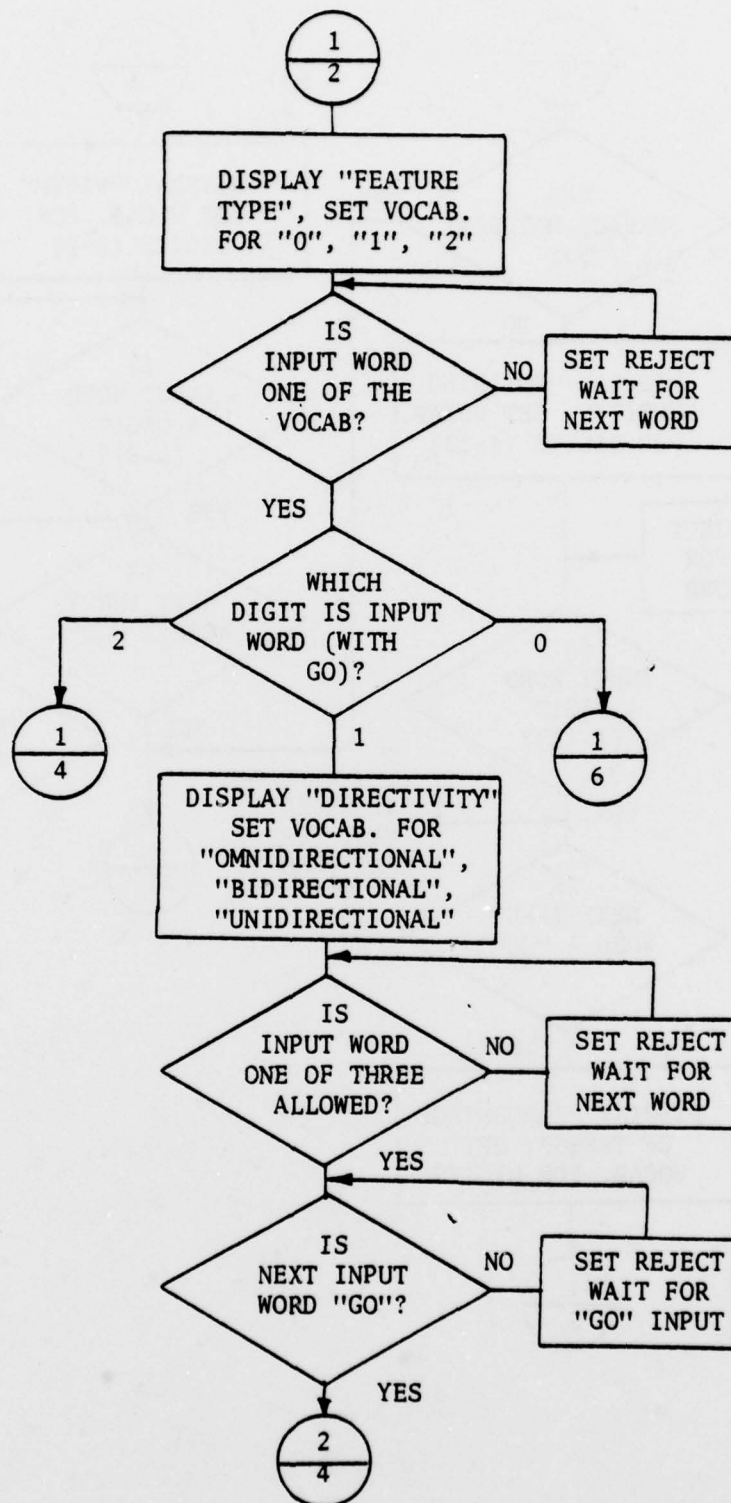 1
2
DISPLAY "FEATURE
TYPE", SET VOCAB.
FOR "0", "1", "2"
IS
INPUT WORD
ONE OF THE
VOCAB?
NO
SET REJECT
WAIT FOR
NEXT WORD
YES
WHICH
DIGIT IS INPUT
WORD (WITH
GO)?
2
0
1
4
1
1
6
DISPLAY "DIRECTIVITY"
SET VOCAB. FOR
"OMNIDIRECTIONAL",
"BIDIRECTIONAL",
"UNIDIRECTIONAL"
IS
INPUT WORD
ONE OF THREE
ALLOWED?
NO
SET REJECT
WAIT FOR
NEXT WORD
YES
IS
NEXT INPUT
WORD "GO"?
NO
SET REJECT
WAIT FOR
"GO" INPUT
YES
2
4